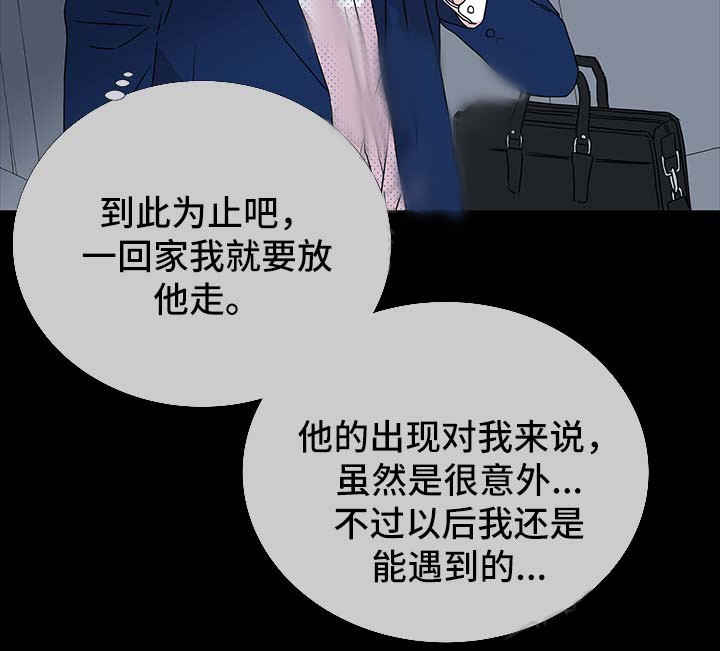 到此为止吧，
一回家我就要放
他走。
他的出现对我来说，
虽然是很意外...
不过以后我还是
能遇到的...